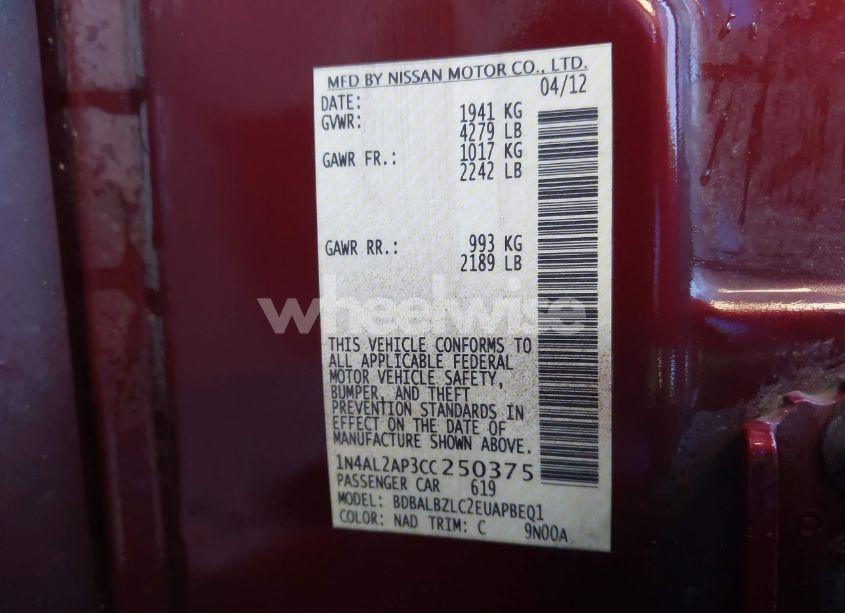 MFD BY NISSAN MOTOR CO., LTD.
DATE: 04/12
GVWR: 1941 KG
4279 LB
GAWR FR.: 1017 KG
2242 LB
GAWR RR.: 993 KG
2189 LB
wheelwise
THIS VEHICLE CONFORMS TO
ALL APPLICABLE FEDERAL
MOTOR VEHICLE SAFETY,
BUMPER, AND THEFT
PREVENTION STANDARDS IN
EFFECT ON THE DATE OF
MANUFACTURE SHOWN ABOVE.
1N4AL2AP3CC250375
PASSENGER CAR 619
MODEL: BDBALBZLC2EUAPBEQ1
COLOR: NAD TRIM: C 9N00A